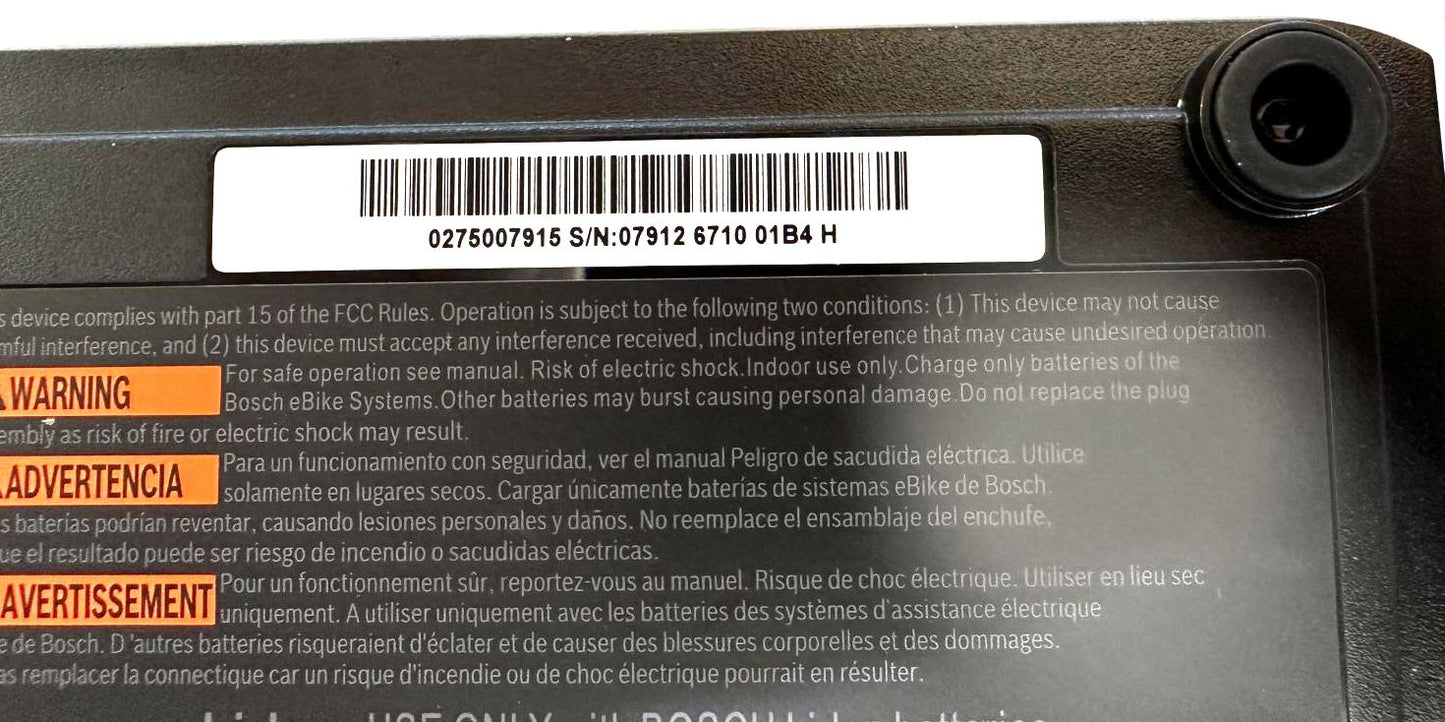 0275007915 S/N:07912 6710 01B4 H
s device complies with part 15 of the FCC Rules. Operation is subject to the following two conditions: (1) This device may not cause
mful interference, and (2) this device must accept any interference received, including interference that may cause undesired operation.
WARNING For safe operation see manual. Risk of electric shock.Indoor use only.Charge only batteries of the
Bosch eBike Systems.Other batteries may burst causing personal damage.Do not replace the plug
embly as risk of fire or electric shock may result.
ADVERTENCIA Para un funcionamiento con seguridad, ver el manual Peligro de sacudida eléctrica. Utilice
solamente en lugares secos. Cargar únicamente baterías de sistemas eBike de Bosch.
s baterias podrían reventar, causando lesiones personales y daños. No reemplace el ensamblaje del enchufe,
ue el resultado puede ser riesgo de incendio o sacudidas eléctricas.
AVERTISSEMENT Pour un fonctionnement sûr, reportez-vous au manuel. Risque de choc électrique. Utiliser en lieu sec
uniquement. A utiliser uniquement avec les batteries des systèmes d'assistance électrique
e de Bosch. D 'autres batteries risqueraient d'éclater et de causer des blessures corporelles et des dommages.
as remplacer la connectique car un risque d'incendie ou de choc électrique pourrait en résulter.
USE ONLY with BOSCH Li-Ion batteries